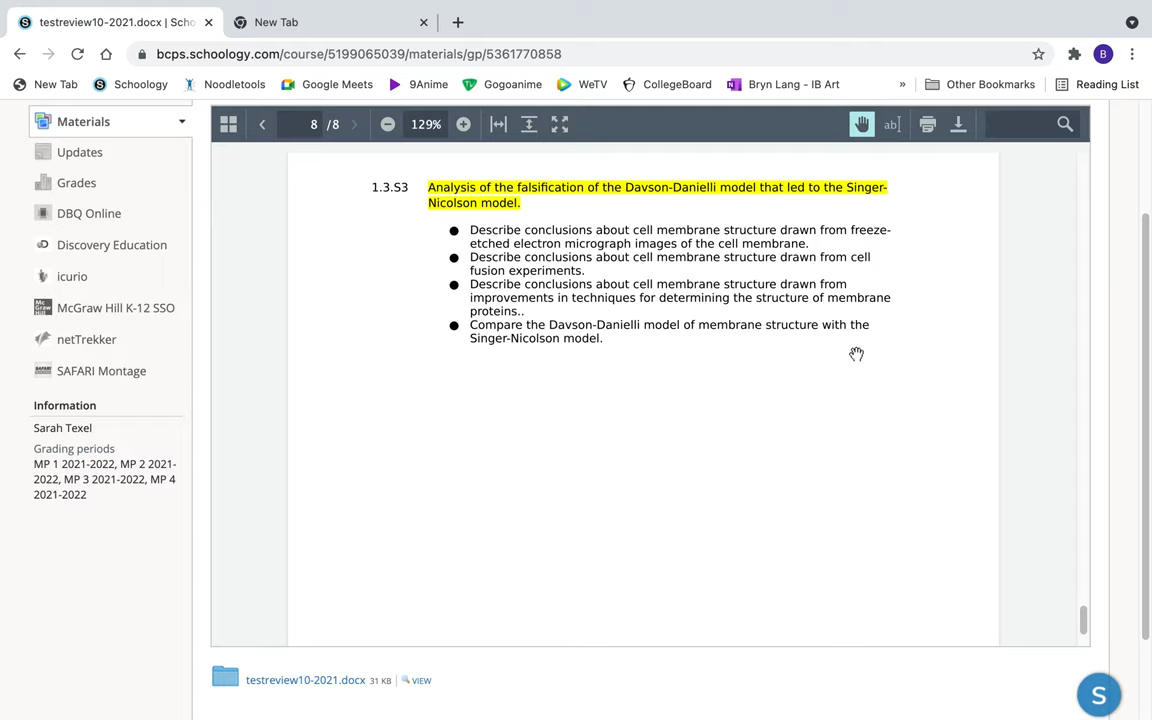 testreview10-2021.docx | Scho
New Tab
bcps.schoology.com/course/5199065039/materials/gp/5361770858
B
New Tab
Schoology
Noodletools
Google Meets
9Anime
Gogoanime
WeTV
CollegeBoard
Bryn Lang - IB Art
»
Other Bookmarks
Reading List
Materials
Updates
Grades
DBQ Online
Discovery Education
icurio
McGraw Hill K-12 SSO
netTrekker
SAFARI Montage
Information
Sarah Texel
Grading periods
MP 1 2021-2022, MP 2 2021-
2022, MP 3 2021-2022, MP 4
2021-2022
8 /8
129%
ab
1.3.S3 Analysis of the falsification of the Davson-Danielli model that led to the Singer-
Nicolson model.
● Describe conclusions about cell membrane structure drawn from freeze-
etched electron micrograph images of the cell membrane.
● Describe conclusions about cell membrane structure drawn from cell
fusion experiments.
● Describe conclusions about cell membrane structure drawn from
improvements in techniques for determining the structure of membrane
proteins..
● Compare the Davson-Danielli model of membrane structure with the
Singer-Nicolson model.
testreview10-2021.docx 31 KB VIEW
S